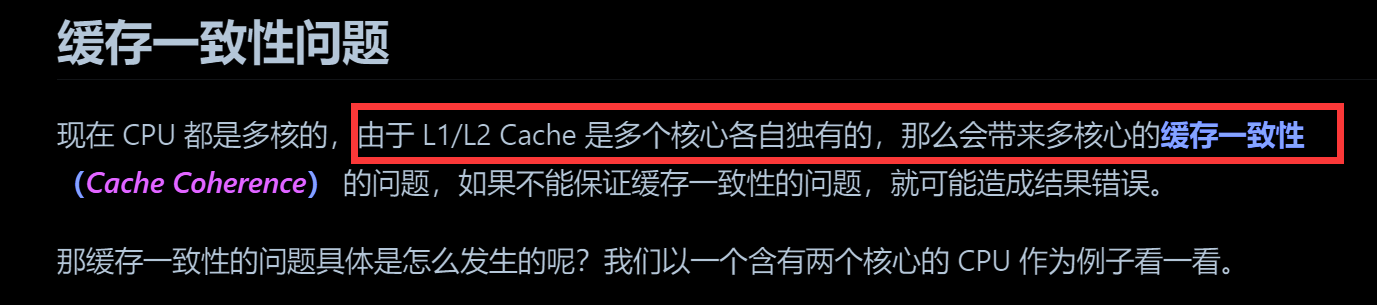 缓存一致性问题
现在 CPU 都是多核的，由于 L1/L2 Cache 是多个核心各自独有的，那么会带来多核心的缓存一致性
（Cache Coherence） 的问题，如果不能保证缓存一致性的问题，就可能造成结果错误。
那缓存一致性的问题具体是怎么发生的呢？我们以一个含有两个核心的 CPU 作为例子看一看。